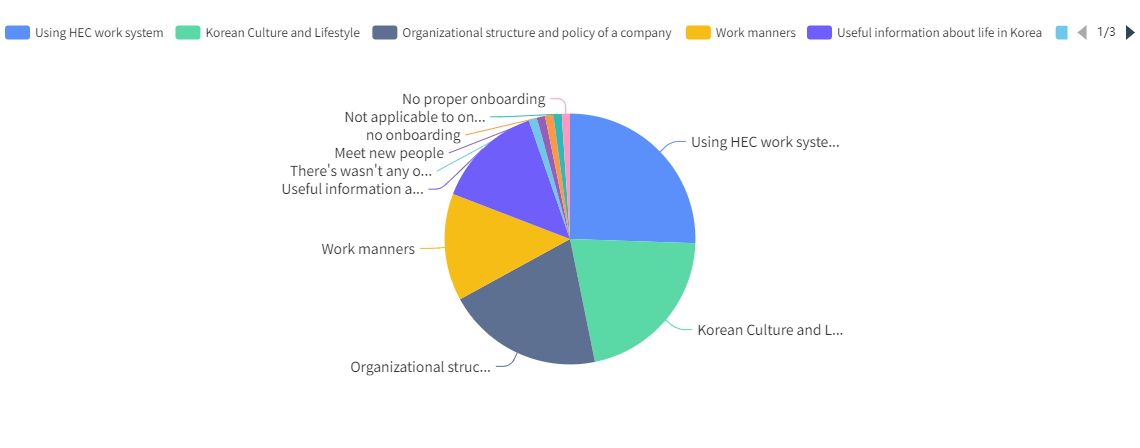 Using HEC work system Korean Culture and Lifestyle Organizational structure and policy of a company Work manners Useful information about life in Korea 1/3
No proper onboarding
Not applicable to on...
no onboarding
Meet new people
There's wasn't any o...
Useful information a...
Work manners
Organizational struc...
Using HEC work syste...
Korean Culture and L...